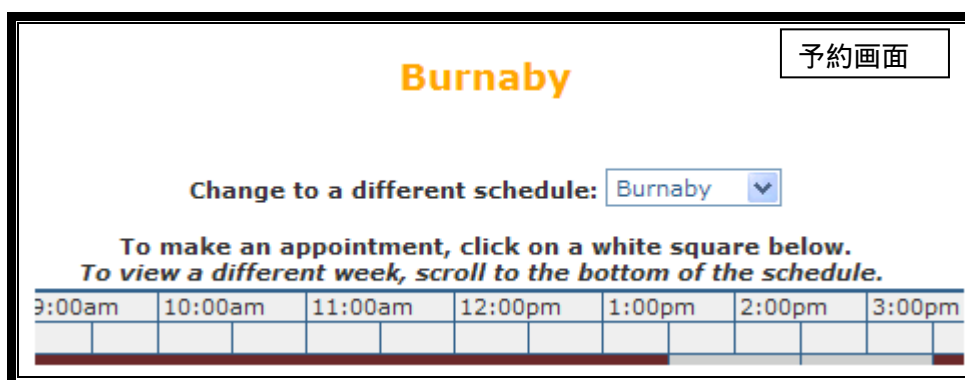 予約画面
Burnaby
Change to a different schedule: Burnaby
To make an appointment, click on a white square below.
To view a different week, scroll to the bottom of the schedule.
9:00am 10:00am 11:00am 12:00pm 1:00pm 2:00pm 3:00pm